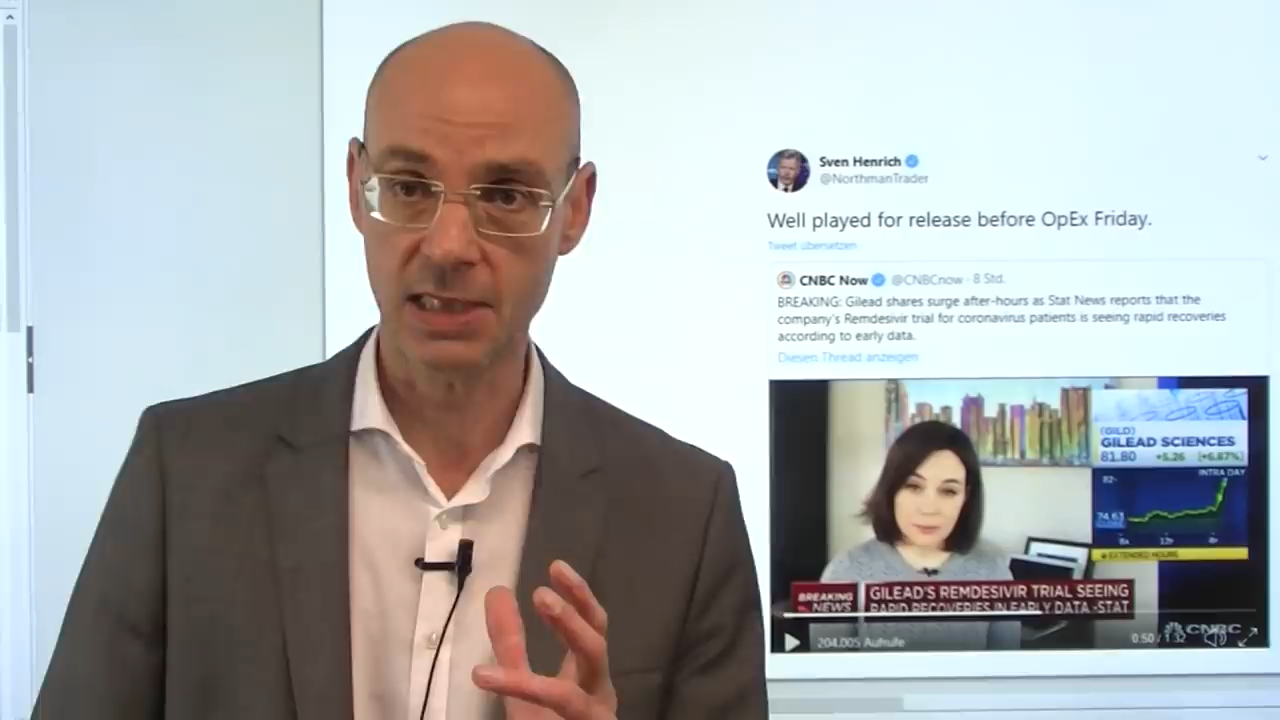 Sven Henrich
@NorthmanTrader
Well played for release before OpEx Friday.
Tweet übersetzen
CNBC Now @CNBCnow · 8 Std.
BREAKING: Gilead shares surge after-hours as Stat News reports that the
company's Remdesivir trial for coronavirus patients is seeing rapid recoveries
according to early data.
Diesen Thread anzeigen
(GILD)
GILEAD SCIENCES
81.80 +5.26 [+6.87%]
INTRA DAY
82
74.63
CLOSE
EXTENDED HOURS
BREAKING
NEWS
GILEAD'S REMDESIVIR TRIAL SEEING
RAPID RECOVERIES IN EARLY DATA -STAT
CNBC
204.005 Aufrufe
0:50 / 1:32